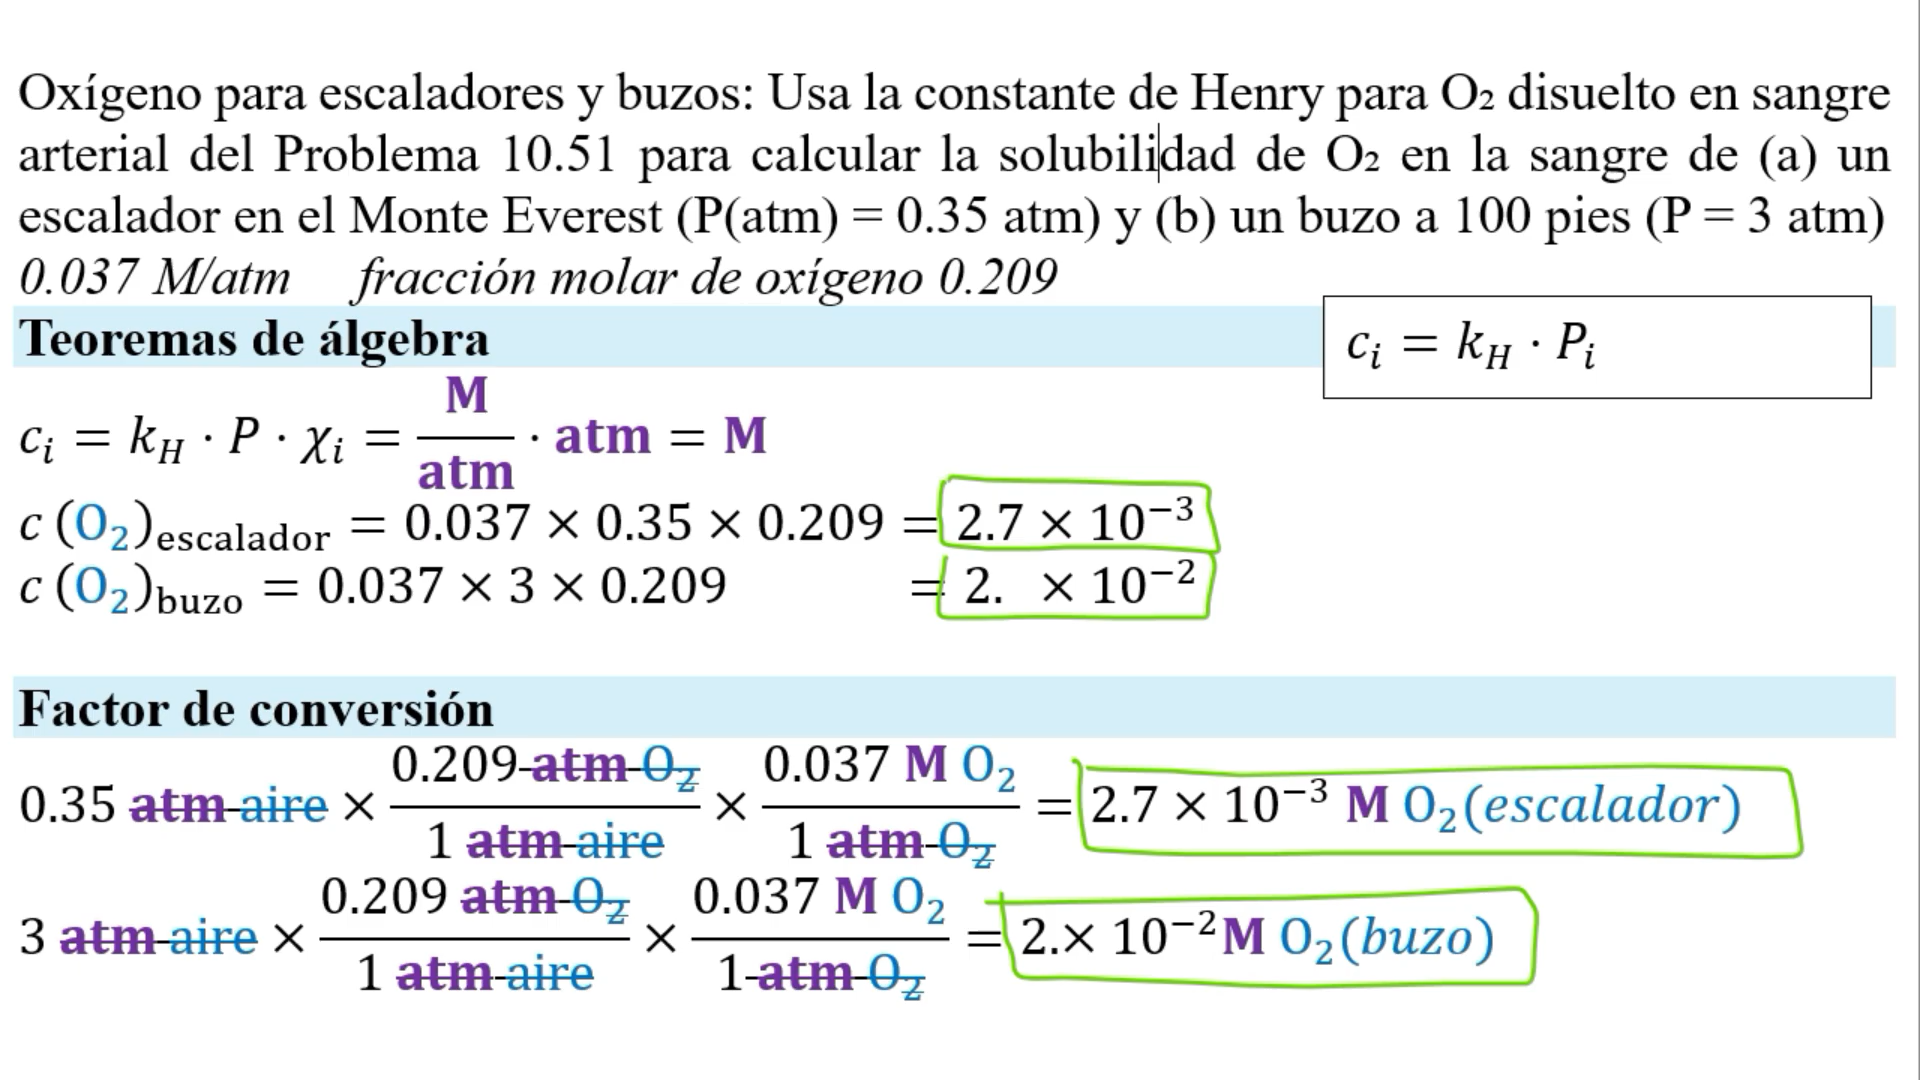 Oxígeno para escaladores y buzos: Usa la constante de Henry para O₂ disuelto en sangre
arterial del Problema 10.51 para calcular la solubilidad de O₂ en la sangre de (a) un
escalador en el Monte Everest (P(atm) = 0.35 atm) y (b) un buzo a 100 pies (P = 3 atm)
0.037 M/atm fracción molar de oxígeno 0.209
Teoremas de álgebra
c_i = k_H · P_i
c_i = k_H · P · χ_i = M/atm · atm = M
c (O₂)escalador = 0.037 × 0.35 × 0.209 = 2.7 × 10⁻³
c (O₂)buzo = 0.037 × 3 × 0.209 = 2. × 10⁻²
Factor de conversión
0.35 atm aire × 0.209 atm O₂ / 1 atm aire × 0.037 M O₂ / 1 atm O₂ = 2.7 × 10⁻³ M O₂(escalador)
3 atm aire × 0.209 atm O₂ / 1 atm aire × 0.037 M O₂ / 1 atm O₂ = 2.× 10⁻² M O₂(buzo)